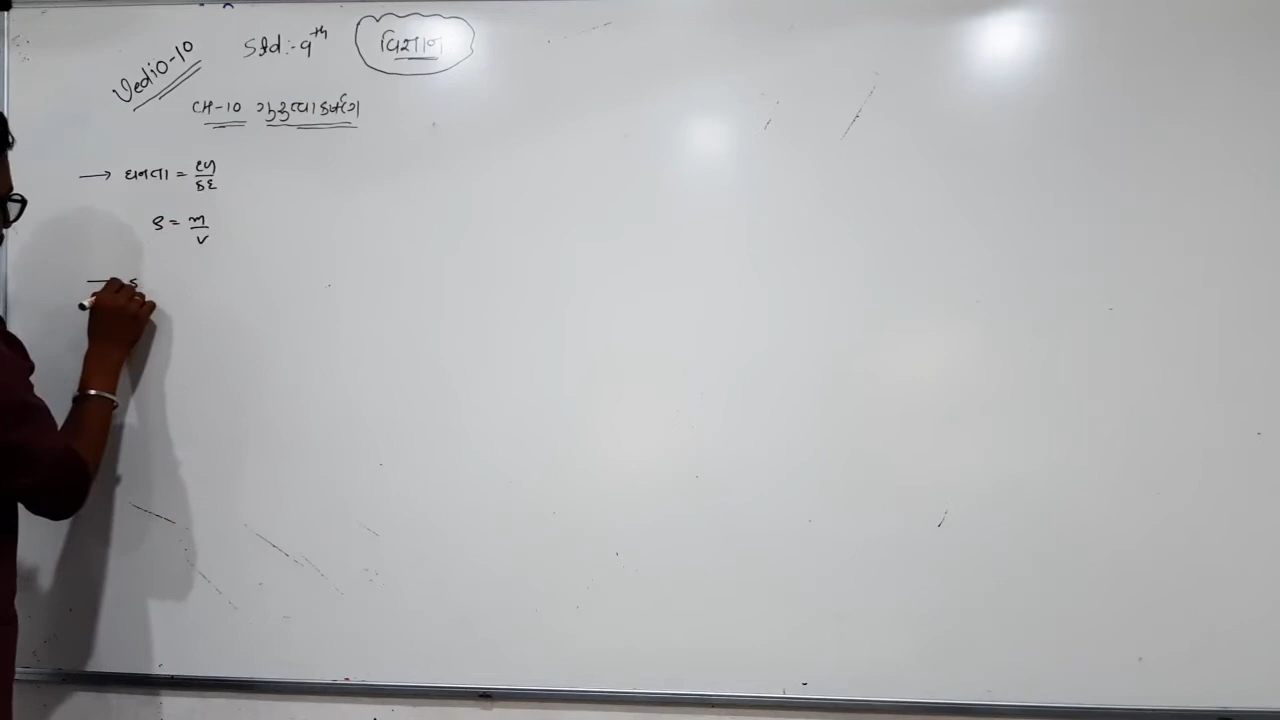 Vedio-10
Std:-9th
વિજ્ઞાન
CH-10 ગુરુત્વાકર્ષણ
→ ઘનતા = દળ/કદ
ρ = m/v